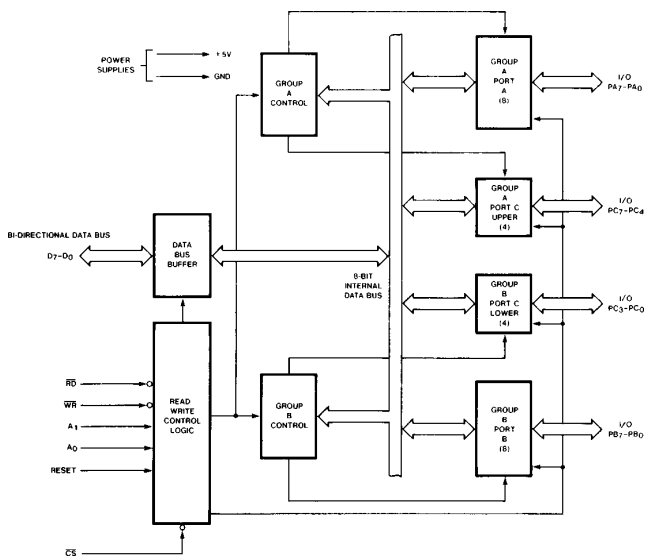 POWER
SUPPLIES
+5V
GND
GROUP
A
CONTROL
GROUP
A
PORT
A
(8)
I/O
PA7-PA0
GROUP
A
PORT C
UPPER
(4)
I/O
PC7-PC4
BI-DIRECTIONAL DATA BUS
D7-D0
DATA
BUS
BUFFER
8-BIT
INTERNAL
DATA BUS
GROUP
B
PORT C
LOWER
(4)
I/O
PC3-PC0
RD
WR
A1
A0
RESET
CS
READ
WRITE
CONTROL
LOGIC
GROUP
B
CONTROL
GROUP
B
PORT
B
(8)
I/O
PB7-PB0